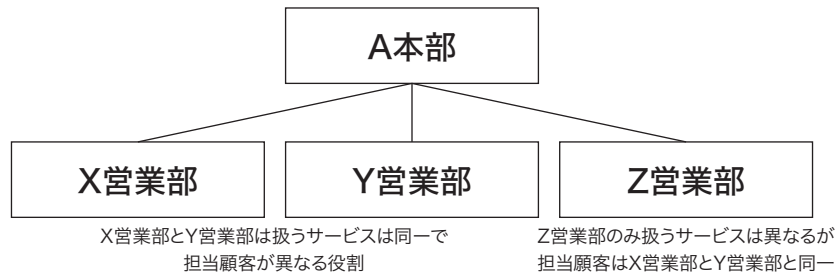 A本部
X営業部
Y営業部
Z営業部
X営業部とY営業部は扱うサービスは同一で
担当顧客が異なる役割
Z営業部のみ扱うサービスは異なるが
担当顧客はX営業部とY営業部と同一